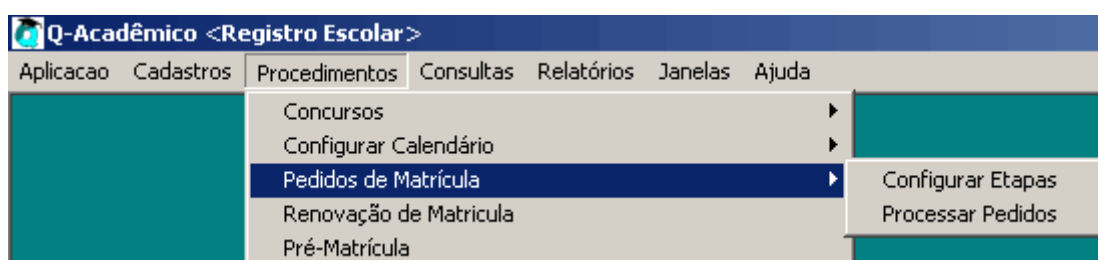 Q-Acadêmico <Registro Escolar>
Aplicacao Cadastros Procedimentos Consultas Relatórios Janelas Ajuda
Concursos
Configurar Calendário
Pedidos de Matrícula
Configurar Etapas
Renovação de Matricula
Processar Pedidos
Pré-Matrícula